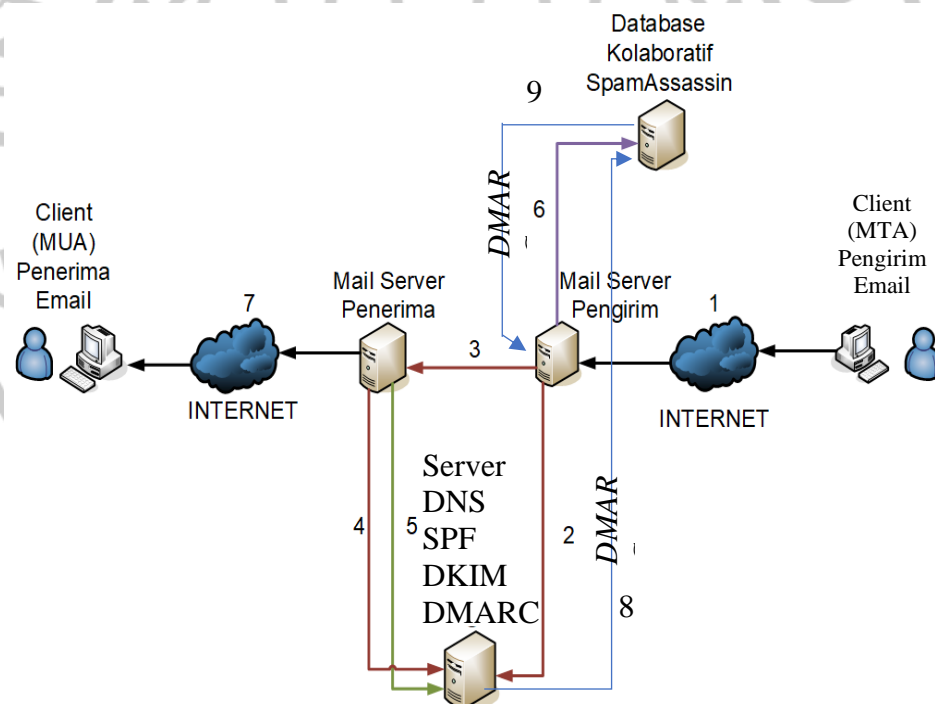 Database
Kolaboratif
SpamAssassin
9
DMAR
6
Client
(MUA)
Penerima
Email
Client
(MTA)
Pengirim
Email
Mail Server
Penerima
Mail Server
Pengirim
7
1
3
INTERNET
INTERNET
Server
DNS
SPF
DKIM
DMARC
4
5
2
DMAR
8